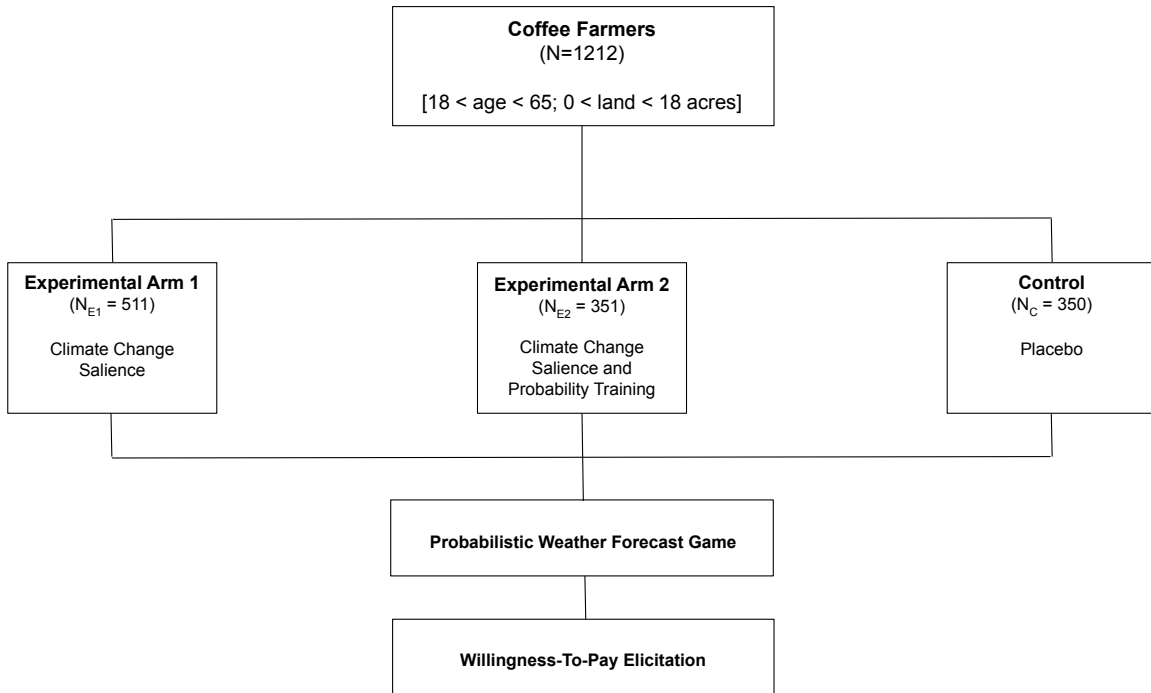 Coffee Farmers
(N=1212)
[18 < age < 65; 0 < land < 18 acres]
Experimental Arm 1
(N_E1 = 511)
Climate Change
Salience
Experimental Arm 2
(N_E2 = 351)
Climate Change
Salience and
Probability Training
Control
(N_C = 350)
Placebo
Probabilistic Weather Forecast Game
Willingness-To-Pay Elicitation